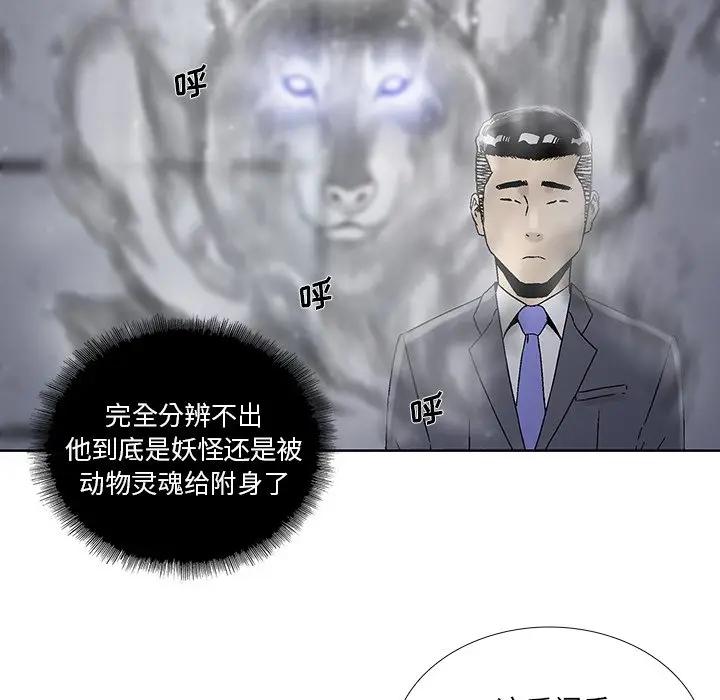 呼
呼
呼
完全分辨不出
他到底是妖怪还是被
动物灵魂给附身了